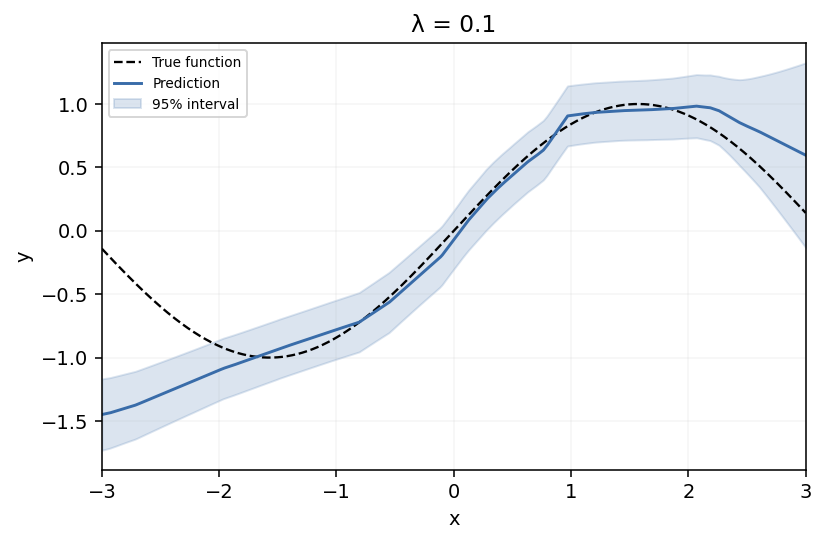 λ = 0.1
True function
Prediction
95% interval
y
1.0
0.5
0.0
−0.5
−1.0
−1.5
−3 −2 −1 0 1 2 3
x